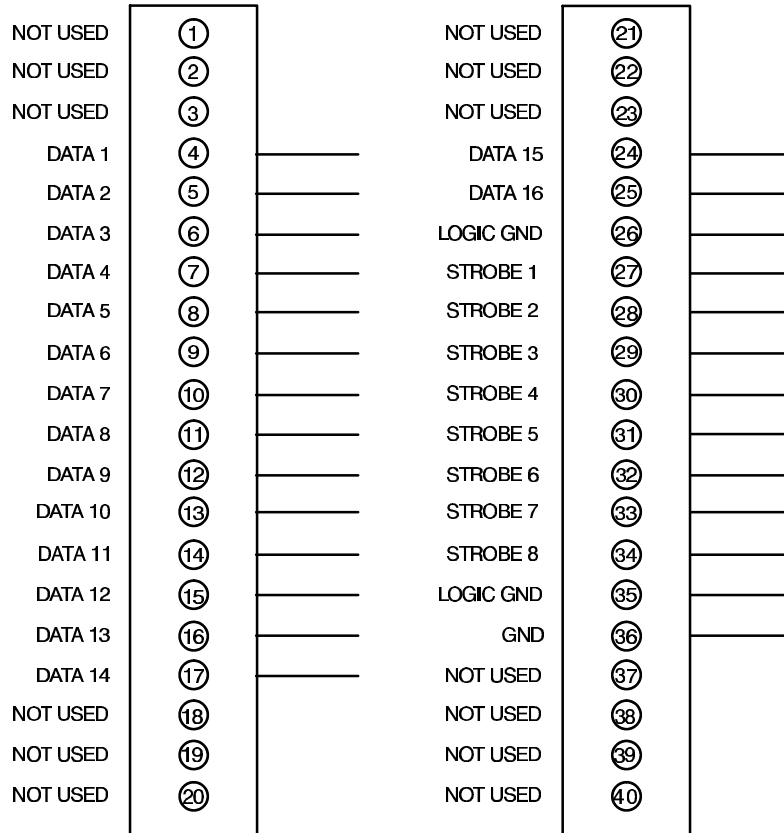 NOT USED 1
NOT USED 2
NOT USED 3
DATA 1 4
DATA 2 5
DATA 3 6
DATA 4 7
DATA 5 8
DATA 6 9
DATA 7 10
DATA 8 11
DATA 9 12
DATA 10 13
DATA 11 14
DATA 12 15
DATA 13 16
DATA 14 17
NOT USED 18
NOT USED 19
NOT USED 20
NOT USED 21
NOT USED 22
NOT USED 23
DATA 15 24
DATA 16 25
LOGIC GND 26
STROBE 1 27
STROBE 2 28
STROBE 3 29
STROBE 4 30
STROBE 5 31
STROBE 6 32
STROBE 7 33
STROBE 8 34
LOGIC GND 35
GND 36
NOT USED 37
NOT USED 38
NOT USED 39
NOT USED 40